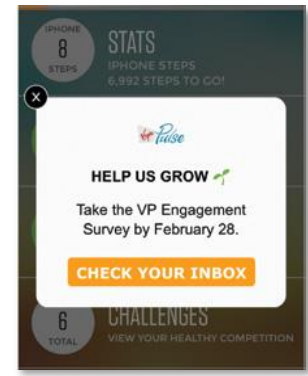 IPHONE
8
STEPS
STATS
IPHONE STEPS
6,992 STEPS TO GO!
X
Pulse
HELP US GROW
Take the VP Engagement
Survey by February 28.
CHECK YOUR INBOX
6
TOTAL
CHALLENGES
VIEW YOUR HEALTHY COMPETITION